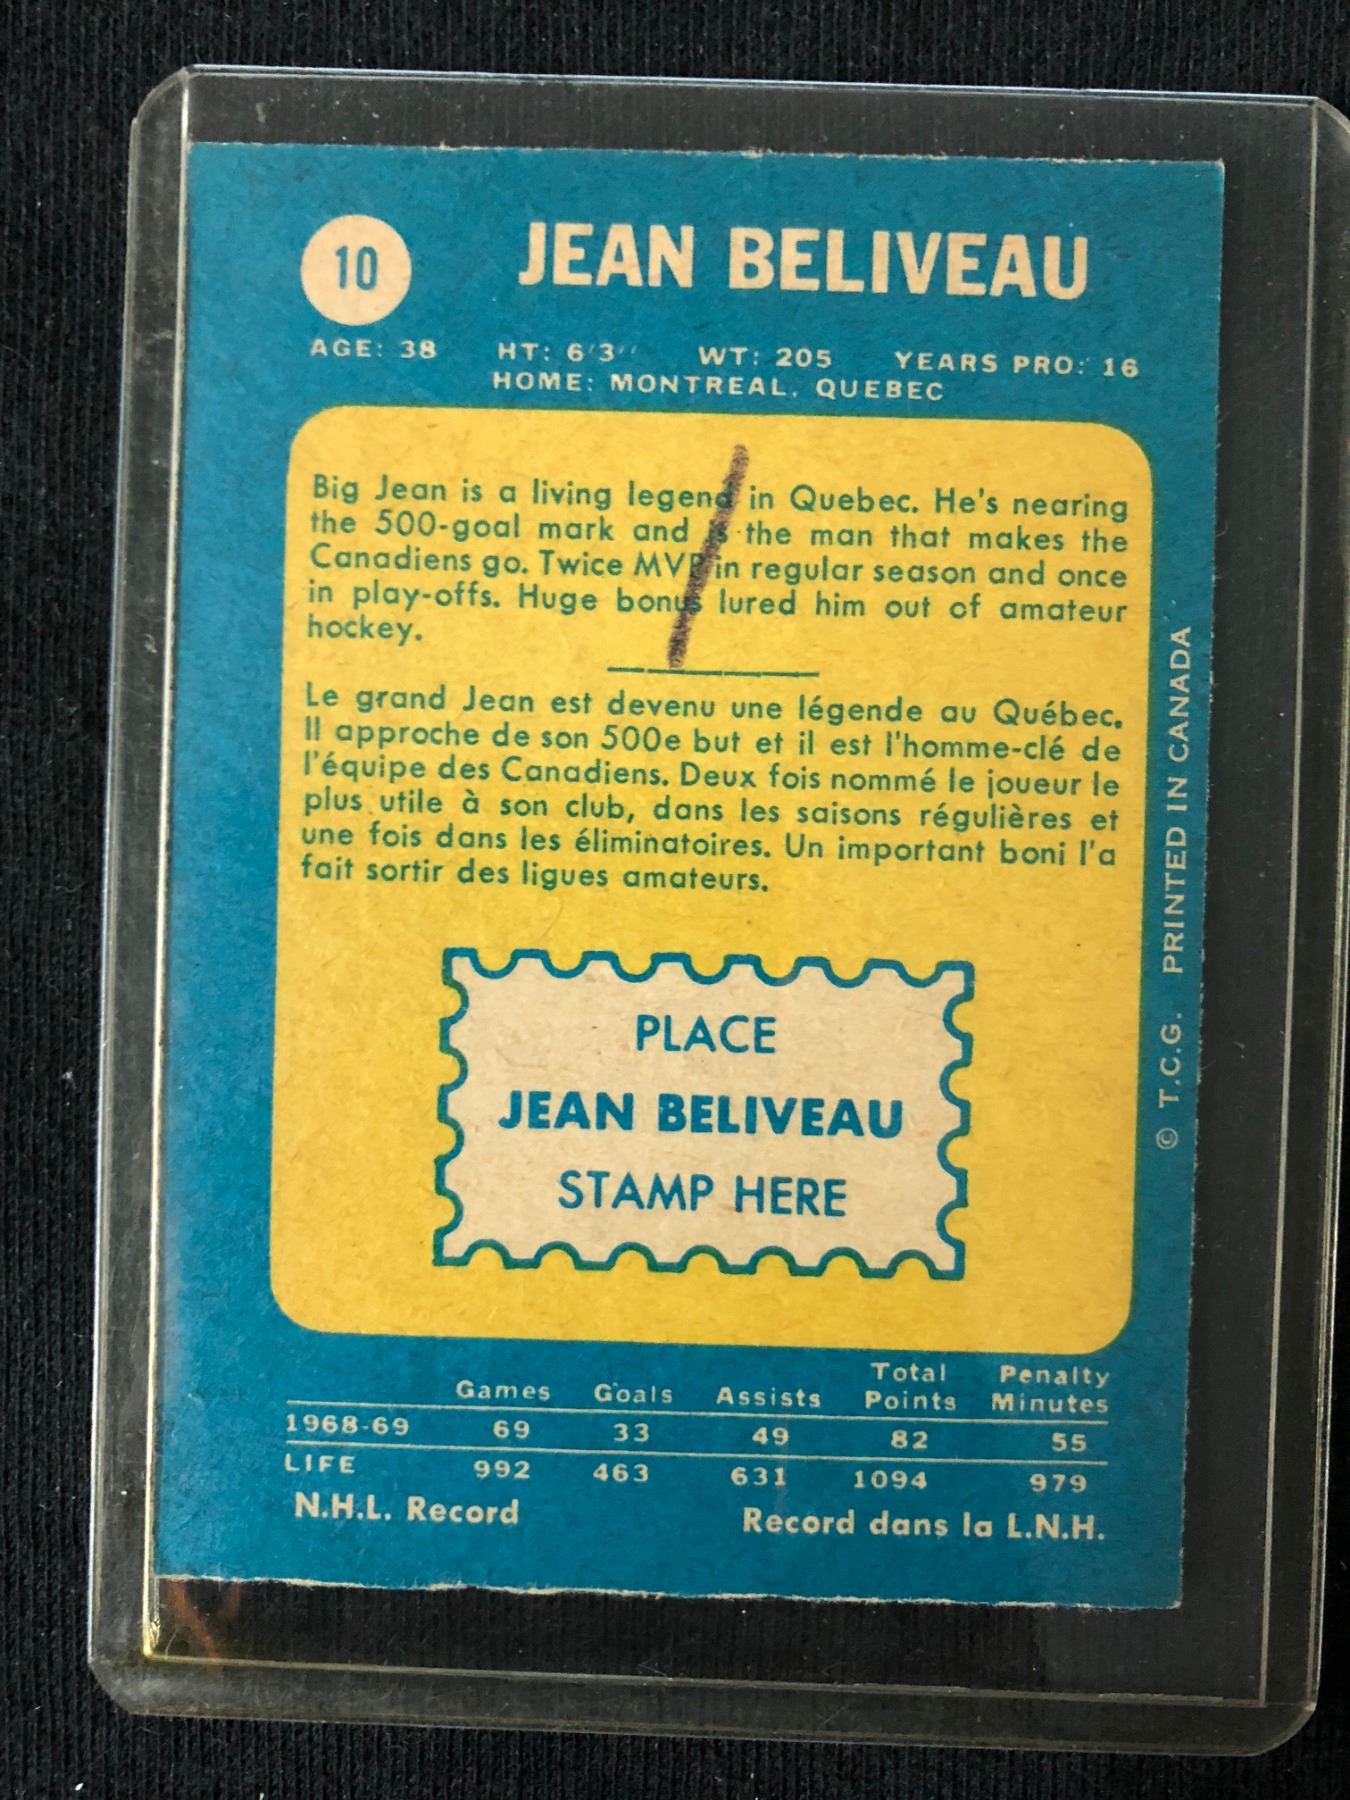 10
JEAN BELIVEAU
AGE: 38 HT: 6'3" WT: 205 YEARS PRO: 16
HOME: MONTREAL, QUEBEC
Big Jean is a living legend in Quebec. He's nearing
the 500-goal mark and is the man that makes the
Canadiens go. Twice MVP in regular season and once
in play-offs. Huge bonus lured him out of amateur
hockey.
Le grand Jean est devenu une légende au Québec.
Il approche de son 500e but et il est l'homme-clé de
l'équipe des Canadiens. Deux fois nommé le joueur le
plus utile à son club, dans les saisons régulières et
une fois dans les éliminatoires. Un important boni l'a
fait sortir des ligues amateurs.
PLACE
JEAN BELIVEAU
STAMP HERE
© T.C.G. PRINTED IN CANADA
Games Goals Assists Total Points Penalty Minutes
1968-69 69 33 49 82 55
LIFE 992 463 631 1094 979
N.H.L. Record Record dans la L.N.H.